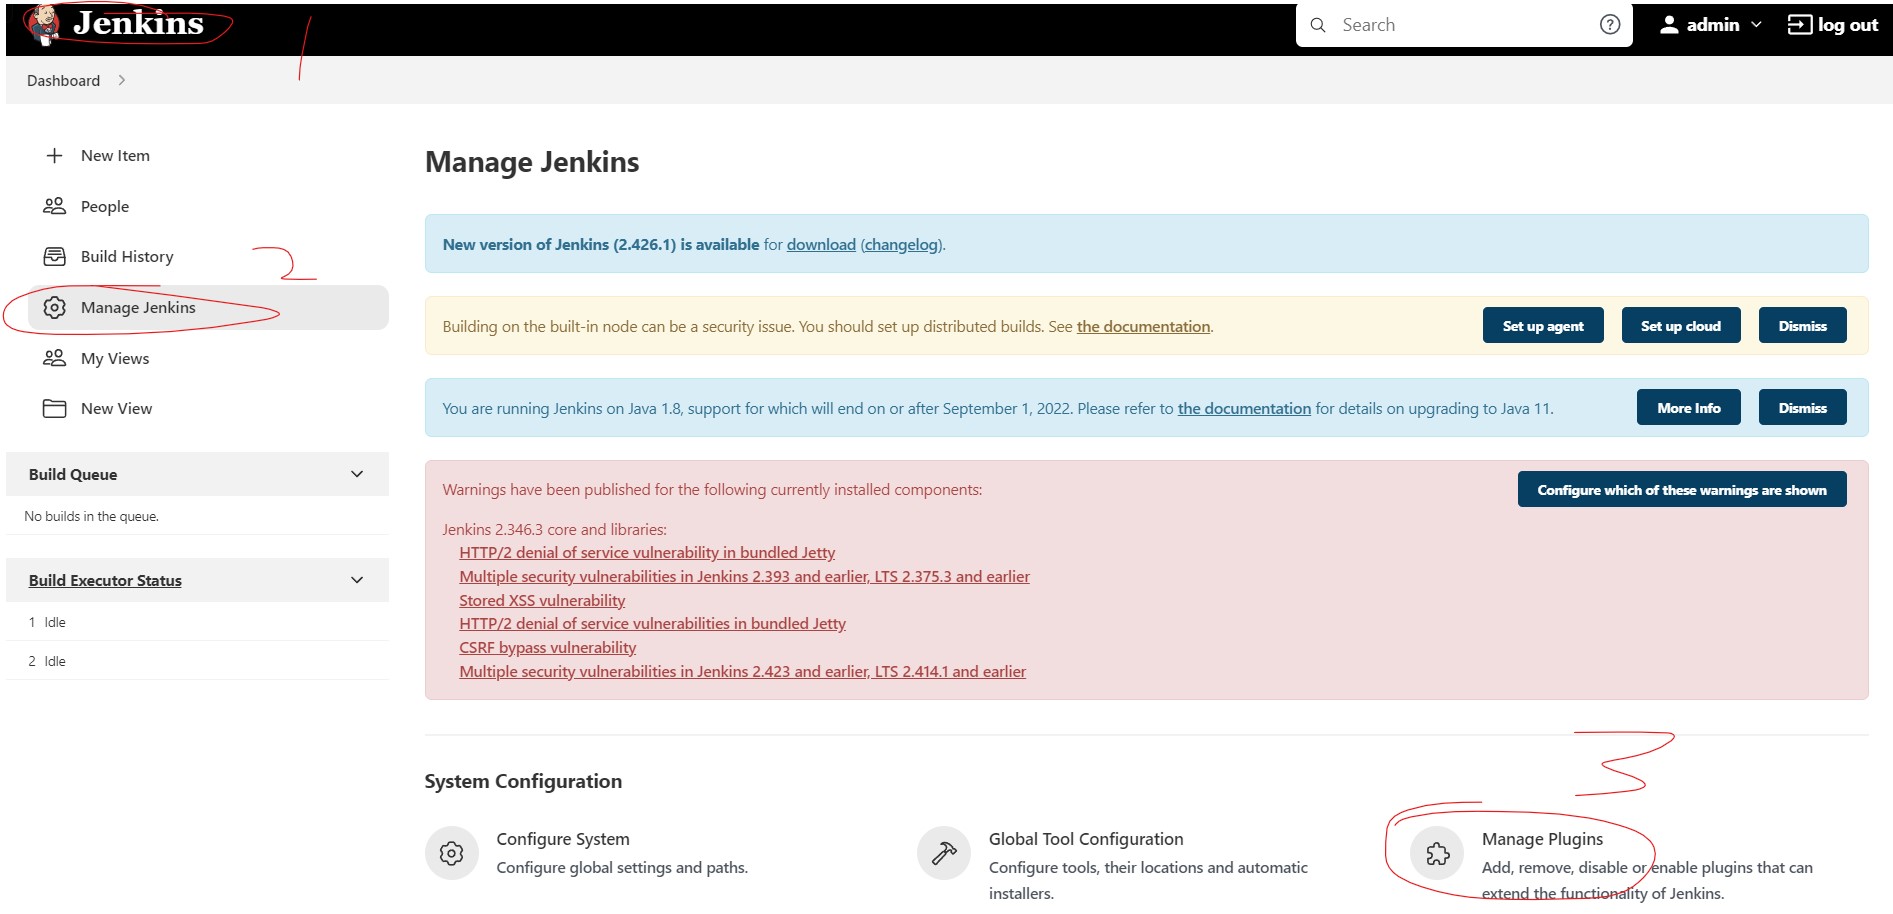 Jenkins
1
Search
admin
log out
Dashboard
New Item
People
Build History
2
Manage Jenkins
My Views
New View
Build Queue
No builds in the queue.
Build Executor Status
1 Idle
2 Idle
Manage Jenkins
New version of Jenkins (2.426.1) is available for download (changelog).
Building on the built-in node can be a security issue. You should set up distributed builds. See the documentation.
Set up agent
Set up cloud
Dismiss
You are running Jenkins on Java 1.8, support for which will end on or after September 1, 2022. Please refer to the documentation for details on upgrading to Java 11.
More Info
Dismiss
Warnings have been published for the following currently installed components:
Configure which of these warnings are shown
Jenkins 2.346.3 core and libraries:
HTTP/2 denial of service vulnerability in bundled Jetty
Multiple security vulnerabilities in Jenkins 2.393 and earlier, LTS 2.375.3 and earlier
Stored XSS vulnerability
HTTP/2 denial of service vulnerabilities in bundled Jetty
CSRF bypass vulnerability
Multiple security vulnerabilities in Jenkins 2.423 and earlier, LTS 2.414.1 and earlier
3
System Configuration
Configure System
Configure global settings and paths.
Global Tool Configuration
Configure tools, their locations and automatic
installers.
Manage Plugins
Add, remove, disable or enable plugins that can
extend the functionality of Jenkins.